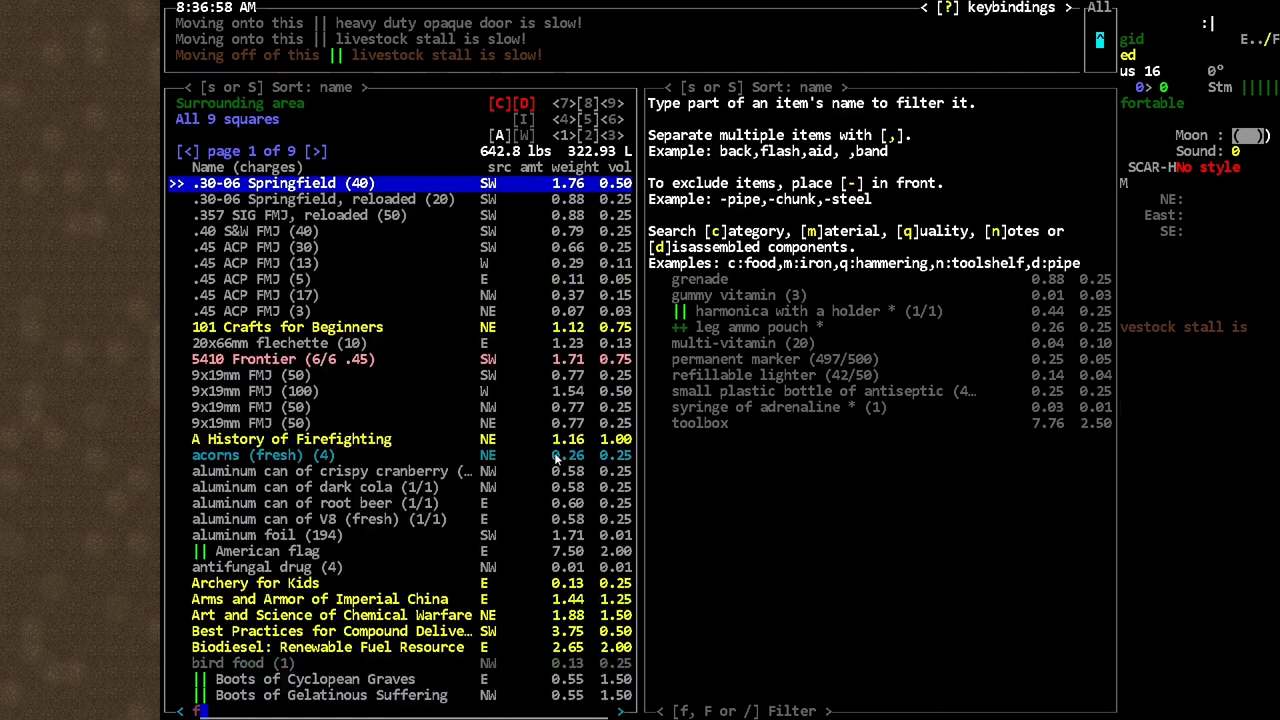 8:36:58 AM < [?] keybindings > All
Moving onto this || heavy duty opaque door is slow!
Moving onto this || livestock stall is slow!
Moving off of this || livestock stall is slow!
:|
gid E../F
ed
us 16 0°
0> 0 Stm |||||
fortable
Moon : (   )
Sound: 0
SCAR-HNo style
M
NE:
East:
SE:
vestock stall is
< [s or S] Sort: name >
Surrounding area [C][D] <7>[8]<9>
All 9 squares [I] <4>[5]<6>
[A][W] <1>[2]<3>
[<] page 1 of 9 [>] 642.8 lbs 322.93 L
Name (charges) src amt weight vol
>> .30-06 Springfield (40) SW 1.76 0.50
.30-06 Springfield, reloaded (20) SW 0.88 0.25
.357 SIG FMJ, reloaded (50) SW 0.88 0.25
.40 S&W FMJ (40) SW 0.79 0.25
.45 ACP FMJ (30) SW 0.66 0.25
.45 ACP FMJ (13) W 0.29 0.11
.45 ACP FMJ (5) E 0.11 0.05
.45 ACP FMJ (17) NW 0.37 0.15
.45 ACP FMJ (3) NE 0.07 0.03
101 Crafts for Beginners NE 1.12 0.75
20x66mm flechette (10) E 1.23 0.13
5410 Frontier (6/6 .45) SW 1.71 0.75
9x19mm FMJ (50) SW 0.77 0.25
9x19mm FMJ (100) W 1.54 0.50
9x19mm FMJ (50) NW 0.77 0.25
9x19mm FMJ (50) NE 0.77 0.25
A History of Firefighting NE 1.16 1.00
acorns (fresh) (4) NE 0.26 0.25
aluminum can of crispy cranberry (… NW 0.58 0.25
aluminum can of dark cola (1/1) NW 0.58 0.25
aluminum can of root beer (1/1) E 0.60 0.25
aluminum can of V8 (fresh) (1/1) E 0.58 0.25
aluminum foil (194) SW 1.71 0.01
|| American flag E 7.50 2.00
antifungal drug (4) NW 0.01 0.01
Archery for Kids E 0.13 0.25
Arms and Armor of Imperial China E 1.44 1.25
Art and Science of Chemical Warfare NE 1.88 1.50
Best Practices for Compound Delive… SW 3.75 0.50
Biodiesel: Renewable Fuel Resource E 2.65 2.00
bird food (1) NW 0.13 0.25
|| Boots of Cyclopean Graves E 0.55 1.50
|| Boots of Gelatinous Suffering NW 0.55 1.50
< f >
< [s or S] Sort: name >
Type part of an item's name to filter it.
Separate multiple items with [,].
Example: back,flash,aid, ,band
To exclude items, place [-] in front.
Example: -pipe,-chunk,-steel
Search [c]ategory, [m]aterial, [q]uality, [n]otes or
[d]isassembled components.
Examples: c:food,m:iron,q:hammering,n:toolshelf,d:pipe
grenade 0.88 0.25
gummy vitamin (3) 0.01 0.03
|| harmonica with a holder * (1/1) 0.44 0.25
++ leg ammo pouch * 0.26 0.25
multi-vitamin (20) 0.04 0.10
permanent marker (497/500) 0.25 0.05
refillable lighter (42/50) 0.14 0.04
small plastic bottle of antiseptic (4… 0.25 0.25
syringe of adrenaline * (1) 0.03 0.01
toolbox 7.76 2.50
< [f, F or /] Filter >